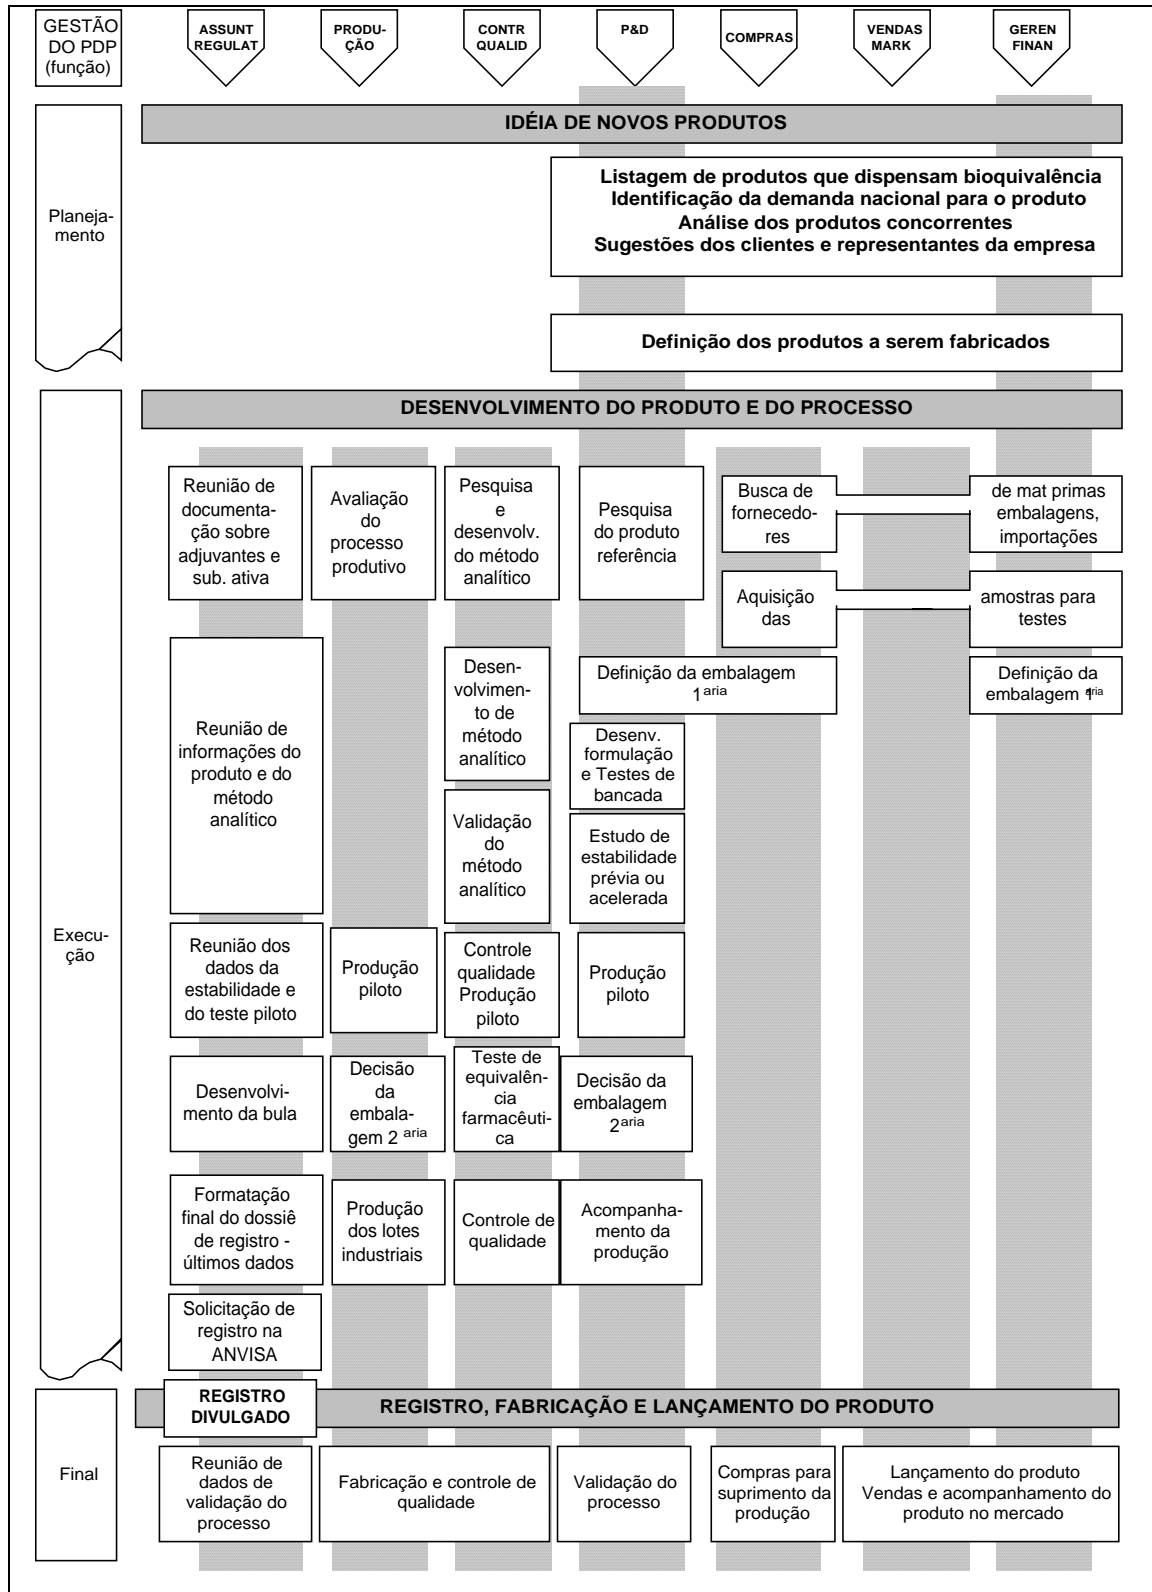 GESTÃO
DO PDP
(função)
ASSUNT
REGULAT
PRODU-
ÇÃO
CONTR
QUALID
P&D
COMPRAS
VENDAS
MARK
GEREN
FINAN
Planeja-
mento
IDÉIA DE NOVOS PRODUTOS
Listagem de produtos que dispensam bioquivalência
Identificação da demanda nacional para o produto
Análise dos produtos concorrentes
Sugestões dos clientes e representantes da empresa
Definição dos produtos a serem fabricados
Execu-
ção
DESENVOLVIMENTO DO PRODUTO E DO PROCESSO
Reunião de
documenta-
ção sobre
adjuvantes e
sub. ativa
Avaliação
do
processo
produtivo
Pesquisa
e
desenvolv.
do método
analítico
Pesquisa
do produto
referência
Busca de
fornecedo-
res
de mat primas
embalagens,
importações
Aquisição
das
amostras para
testes
Reunião de
informações do
produto e do
método
analítico
Desen-
volvimen-
to de
método
analítico
Definição da embalagem
1aria
Definição da
embalagem 1aria
Desenv.
formulação
e Testes de
bancada
Validação
do
método
analítico
Estudo de
estabilidade
prévia ou
acelerada
Reunião dos
dados da
estabilidade e
do teste piloto
Produção
piloto
Controle
qualidade
Produção
piloto
Produção
piloto
Desenvolvi-
mento da bula
Decisão
da
embala-
gem 2 aria
Teste de
equivalên-
cia
farmacêuti-
ca
Decisão da
embalagem
2aria
Formatação
final do dossiê
de registro -
últimos dados
Produção
dos lotes
industriais
Controle de
qualidade
Acompanha-
mento da
produção
Solicitação de
registro na
ANVISA
Final
REGISTRO
DIVULGADO
REGISTRO, FABRICAÇÃO E LANÇAMENTO DO PRODUTO
Reunião de
dados de
validação do
processo
Fabricação e controle de
qualidade
Validação do
processo
Compras para
suprimento da
produção
Lançamento do produto
Vendas e acompanhamento do
produto no mercado